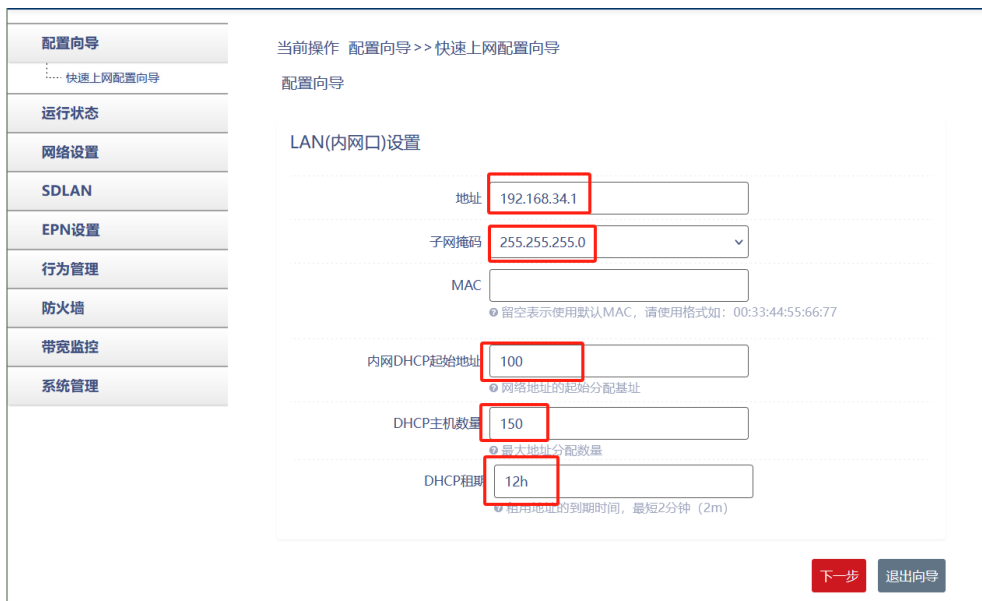 配置向导
快速上网配置向导
运行状态
网络设置
SDLAN
EPN设置
行为管理
防火墙
带宽监控
系统管理
当前操作 配置向导>>快速上网配置向导
配置向导
LAN(内网口)设置
地址 192.168.34.1
子网掩码 255.255.255.0
MAC
留空表示使用默认MAC，请使用格式如：00:33:44:55:66:77
内网DHCP起始地址 100
网络地址的起始分配基址
DHCP主机数量 150
最大地址分配数量
DHCP租期 12h
租用地址的到期时间，最短2分钟（2m）
下一步 退出向导